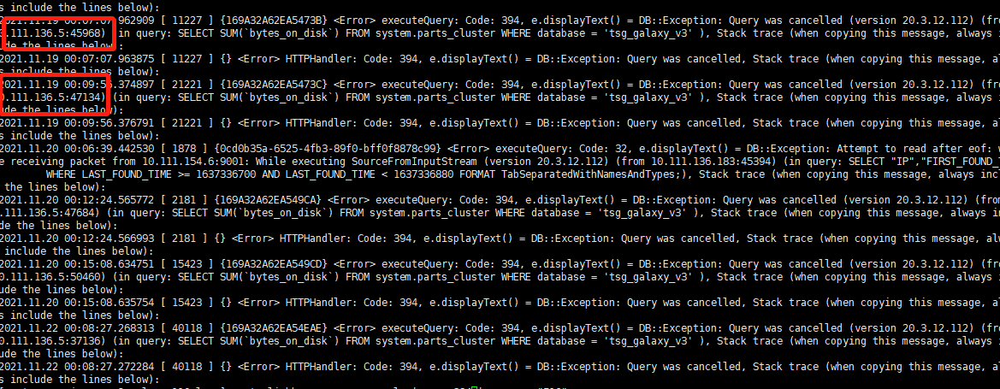 s include the lines below):
2021.11.19 00:07:07.962909 [ 11227 ] {169A32A62EA5473B} <Error> executeQuery: Code: 394, e.displayText() = DB::Exception: Query was cancelled (version 20.3.12.112) (fro
.111.136.5:45968) (in query: SELECT SUM(`bytes_on_disk`) FROM system.parts_cluster WHERE database = 'tsg_galaxy_v3' ), Stack trace (when copying this message, always i
ude the lines below):
2021.11.19 00:07:07.963875 [ 11227 ] {} <Error> HTTPHandler: Code: 394, e.displayText() = DB::Exception: Query was cancelled, Stack trace (when copying this message, al
s include the lines below):
2021.11.19 00:09:56.374897 [ 21221 ] {169A32A62EA5473C} <Error> executeQuery: Code: 394, e.displayText() = DB::Exception: Query was cancelled (version 20.3.12.112) (fro
0.111.136.5:47134) (in query: SELECT SUM(`bytes_on_disk`) FROM system.parts_cluster WHERE database = 'tsg_galaxy_v3' ), Stack trace (when copying this message, always i
ude the lines below):
2021.11.19 00:09:56.376791 [ 21221 ] {} <Error> HTTPHandler: Code: 394, e.displayText() = DB::Exception: Query was cancelled, Stack trace (when copying this message, al
s include the lines below):
2021.11.20 00:06:39.442530 [ 1878 ] {0cd0b35a-6525-4fb3-89f0-bff0f8878c99} <Error> executeQuery: Code: 32, e.displayText() = DB::Exception: Attempt to read after eof: w
e receiving packet from 10.111.154.6:9001: While executing SourceFromInputStream (version 20.3.12.112) (from 10.111.136.183:45394) (in query: SELECT "IP","FIRST_FOUND_T
WHERE LAST_FOUND_TIME >= 1637336700 AND LAST_FOUND_TIME < 1637336880 FORMAT TabSeparatedWithNamesAndTypes;), Stack trace (when copying this message, always incl
the lines below):
2021.11.20 00:12:24.565772 [ 2181 ] {169A32A62EA549CA} <Error> executeQuery: Code: 394, e.displayText() = DB::Exception: Query was cancelled (version 20.3.12.112) (from
.111.136.5:47684) (in query: SELECT SUM(`bytes_on_disk`) FROM system.parts_cluster WHERE database = 'tsg_galaxy_v3' ), Stack trace (when copying this message, always in
de the lines below):
2021.11.20 00:12:24.566993 [ 2181 ] {} <Error> HTTPHandler: Code: 394, e.displayText() = DB::Exception: Query was cancelled, Stack trace (when copying this message, alw
include the lines below):
2021.11.20 00:15:08.634751 [ 15423 ] {169A32A62EA549CD} <Error> executeQuery: Code: 394, e.displayText() = DB::Exception: Query was cancelled (version 20.3.12.112) (fro
0.111.136.5:50460) (in query: SELECT SUM(`bytes_on_disk`) FROM system.parts_cluster WHERE database = 'tsg_galaxy_v3' ), Stack trace (when copying this message, always i
ude the lines below):
2021.11.20 00:15:08.635754 [ 15423 ] {} <Error> HTTPHandler: Code: 394, e.displayText() = DB::Exception: Query was cancelled, Stack trace (when copying this message, al
s include the lines below):
2021.11.22 00:08:27.268313 [ 40118 ] {169A32A62EA54EAE} <Error> executeQuery: Code: 394, e.displayText() = DB::Exception: Query was cancelled (version 20.3.12.112) (fro
0.111.136.5:37136) (in query: SELECT SUM(`bytes_on_disk`) FROM system.parts_cluster WHERE database = 'tsg_galaxy_v3' ), Stack trace (when copying this message, always i
ude the lines below):
2021.11.22 00:08:27.272284 [ 40118 ] {} <Error> HTTPHandler: Code: 394, e.displayText() = DB::Exception: Query was cancelled, Stack trace (when copying this message, al
s include the lines below):